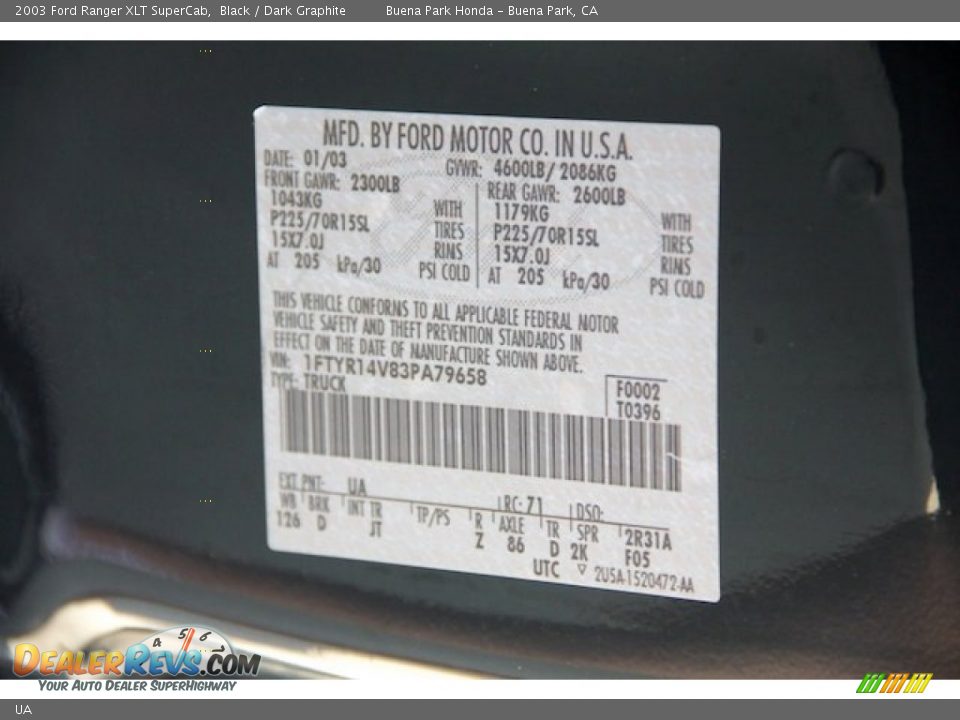 2003 Ford Ranger XLT SuperCab, Black / Dark Graphite Buena Park Honda – Buena Park, CA
MFD. BY FORD MOTOR CO. IN U.S.A.
DATE: 01/03 GVWR: 4600LB/ 2086KG
FRONT GAWR: 2300LB REAR GAWR: 2600LB
1043KG WITH 1179KG WITH
P225/70R15SL TIRES P225/70R15SL TIRES
15X7.0J RINS 15X7.0J RIMS
AT 205 kPa/30 PSI COLD AT 205 kPa/30 PSI COLD
THIS VEHICLE CONFORMS TO ALL APPLICABLE FEDERAL MOTOR
VEHICLE SAFETY AND THEFT PREVENTION STANDARDS IN
EFFECT ON THE DATE OF MANUFACTURE SHOWN ABOVE.
VIN: 1FTYR14V83PA79658
TYPE: TRUCK
F0002
T0396
EXT PNT: UA RC: 71 DSO:
WB BRK INT TR TP/PS R AXLE TR SPR 2R31A
126 D JT Z 86 D 2K F05
UTC ▽ 2U5A-1520472-AA
4 5 6
DEALERREVS.COM
YOUR AUTO DEALER SUPERHIGHWAY
UA